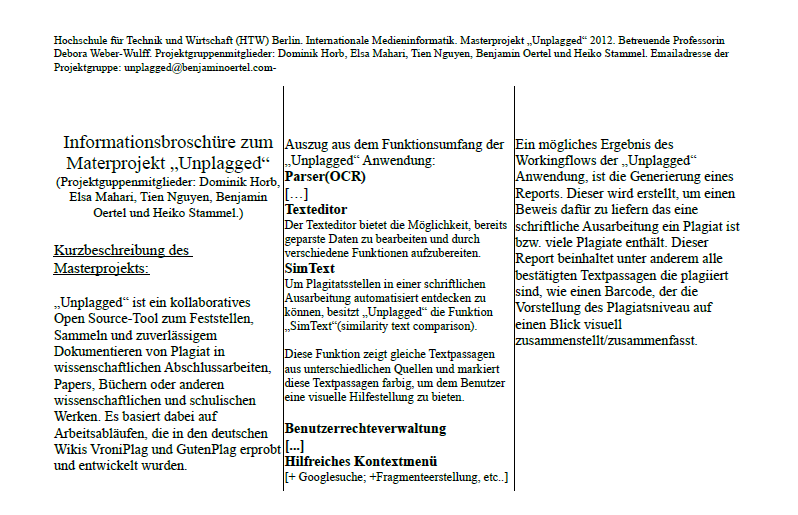 Hochschule für Technik und Wirtschaft (HTW) Berlin. Internationale Medieninformatik. Masterprojekt „Unplagged“ 2012. Betreuende Professorin
Debora Weber-Wulff. Projektgruppenmitglieder: Dominik Horb, Elsa Mahari, Tien Nguyen, Benjamin Oertel und Heiko Stammel. Emailadresse der
Projektgruppe: unplagged@benjaminoertel.com-
Informationsbroschüre zum
Materprojekt „Unplagged“
(Projektguppenmitglieder: Dominik Horb,
Elsa Mahari, Tien Nguyen, Benjamin
Oertel und Heiko Stammel.)
Kurzbeschreibung des
Masterprojekts:
„Unplagged“ ist ein kollaboratives
Open Source-Tool zum Feststellen,
Sammeln und zuverlässigem
Dokumentieren von Plagiat in
wissenschaftlichen Abschlussarbeiten,
Papers, Büchern oder anderen
wissenschaftlichen und schulischen
Werken. Es basiert dabei auf
Arbeitsabläufen, die in den deutschen
Wikis VroniPlag und GutenPlag erprobt
und entwickelt wurden.
Auszug aus dem Funktionsumfang der
„Unplagged“ Anwendung:
Parser(OCR)
[…]
Texteditor
Der Texteditor bietet die Möglichkeit, bereits
geparste Daten zu bearbeiten und durch
verschiedene Funktionen aufzubereiten.
SimText
Um Plagitatsstellen in einer schriftlichen
Ausarbeitung automatisiert entdecken zu
können, besitzt „Unplagged“ die Funktion
„SimText“(similarity text comparison).
Diese Funktion zeigt gleiche Textpassagen
aus unterschiedlichen Quellen und markiert
diese Textpassagen farbig, um dem Benutzer
eine visuelle Hilfestellung zu bieten.
Benutzerrechteverwaltung
[...]
Hilfreiches Kontextmenü
[+ Googlesuche; +Fragmenteerstellung, etc..]
Ein mögliches Ergebnis des
Workingflows der „Unplagged“
Anwendung, ist die Generierung eines
Reports. Dieser wird erstellt, um einen
Beweis dafür zu liefern das eine
schriftliche Ausarbeitung ein Plagiat ist
bzw. viele Plagiate enthält. Dieser
Report beinhaltet unter anderem alle
bestätigten Textpassagen die plagiiert
sind, wie einen Barcode, der die
Vorstellung des Plagiatsniveau auf
einen Blick visuell
zusammenstellt/zusammenfasst.